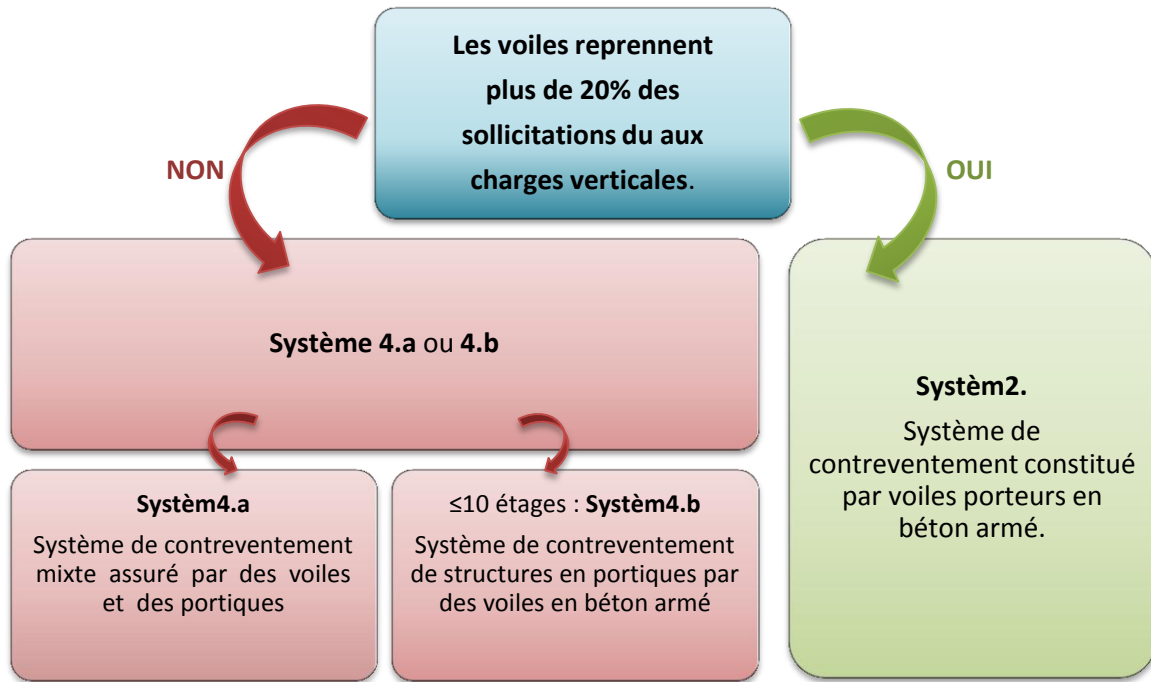 Les voiles reprennent
plus de 20% des
sollicitations du aux
charges verticales.
NON
OUI
Système 4.a ou 4.b
Systèm4.a
Système de contreventement
mixte assuré par des voiles
et des portiques
≤10 étages : Systèm4.b
Système de contreventement
de structures en portiques par
des voiles en béton armé
Systèm2.
Système de
contreventement constitué
par voiles porteurs en
béton armé.